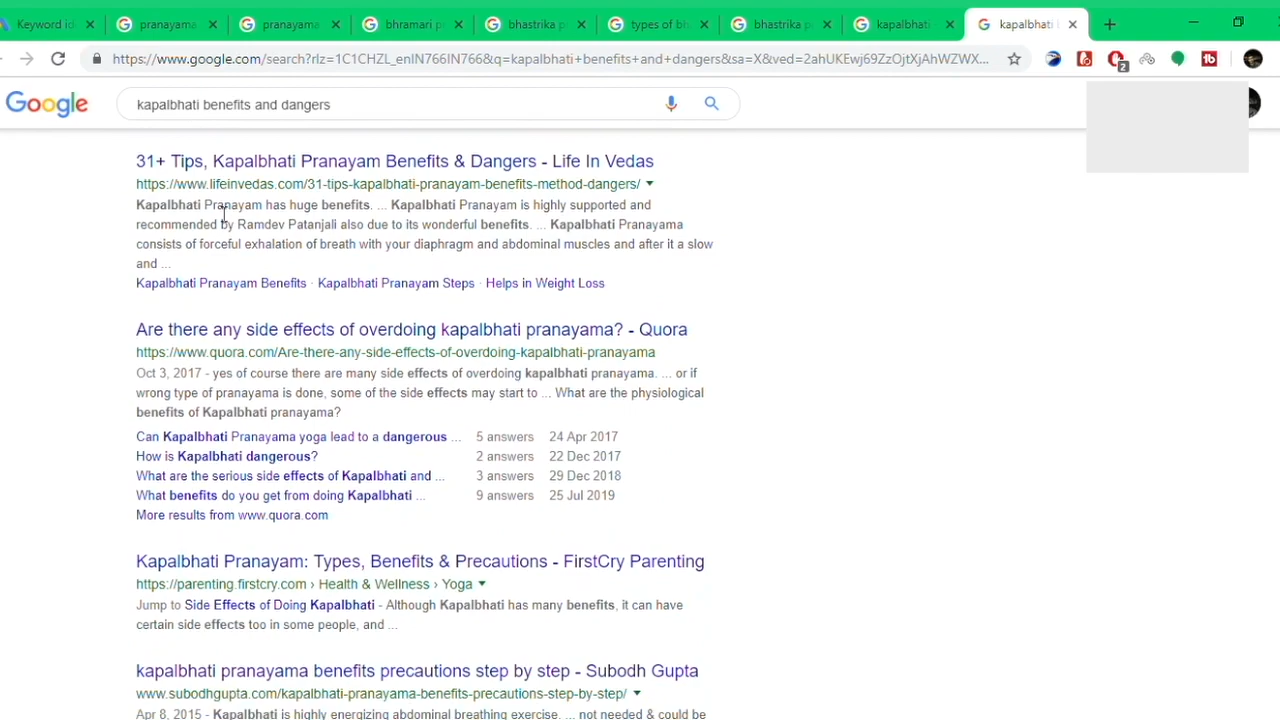 Keyword id
pranayama
pranayama
bhramari p
bhastrika p
types of bh
bhastrika p
kapalbhati
kapalbhati
https://www.google.com/search?rlz=1C1CHZL_enIN766IN766&q=kapalbhati+benefits+and+dangers&sa=X&ved=2ahUKEwj69ZzOjtXjAhWZWX...
2
Google
kapalbhati benefits and dangers
31+ Tips, Kapalbhati Pranayam Benefits & Dangers - Life In Vedas
https://www.lifeinvedas.com/31-tips-kapalbhati-pranayam-benefits-method-dangers/
Kapalbhati Pranayam has huge benefits. ... Kapalbhati Pranayam is highly supported and
recommended by Ramdev Patanjali also due to its wonderful benefits. ... Kapalbhati Pranayama
consists of forceful exhalation of breath with your diaphragm and abdominal muscles and after it a slow
and ...
Kapalbhati Pranayam Benefits · Kapalbhati Pranayam Steps · Helps in Weight Loss
Are there any side effects of overdoing kapalbhati pranayama? - Quora
https://www.quora.com/Are-there-any-side-effects-of-overdoing-kapalbhati-pranayama
Oct 3, 2017 - yes of course there are many side effects of overdoing kapalbhati pranayama. ... or if
wrong type of pranayama is done, some of the side effects may start to ... What are the physiological
benefits of Kapalbhati pranayama?
Can Kapalbhati Pranayama yoga lead to a dangerous ... 5 answers 24 Apr 2017
How is Kapalbhati dangerous? 2 answers 22 Dec 2017
What are the serious side effects of Kapalbhati and ... 3 answers 29 Dec 2018
What benefits do you get from doing Kapalbhati ... 9 answers 25 Jul 2019
More results from www.quora.com
Kapalbhati Pranayam: Types, Benefits & Precautions - FirstCry Parenting
https://parenting.firstcry.com › Health & Wellness › Yoga
Jump to Side Effects of Doing Kapalbhati - Although Kapalbhati has many benefits, it can have
certain side effects too in some people, and ...
kapalbhati pranayama benefits precautions step by step - Subodh Gupta
www.subodhgupta.com/kapalbhati-pranayama-benefits-precautions-step-by-step/
Apr 8, 2015 - Kapalbhati is highly energizing abdominal breathing exercise. ... not needed & could be